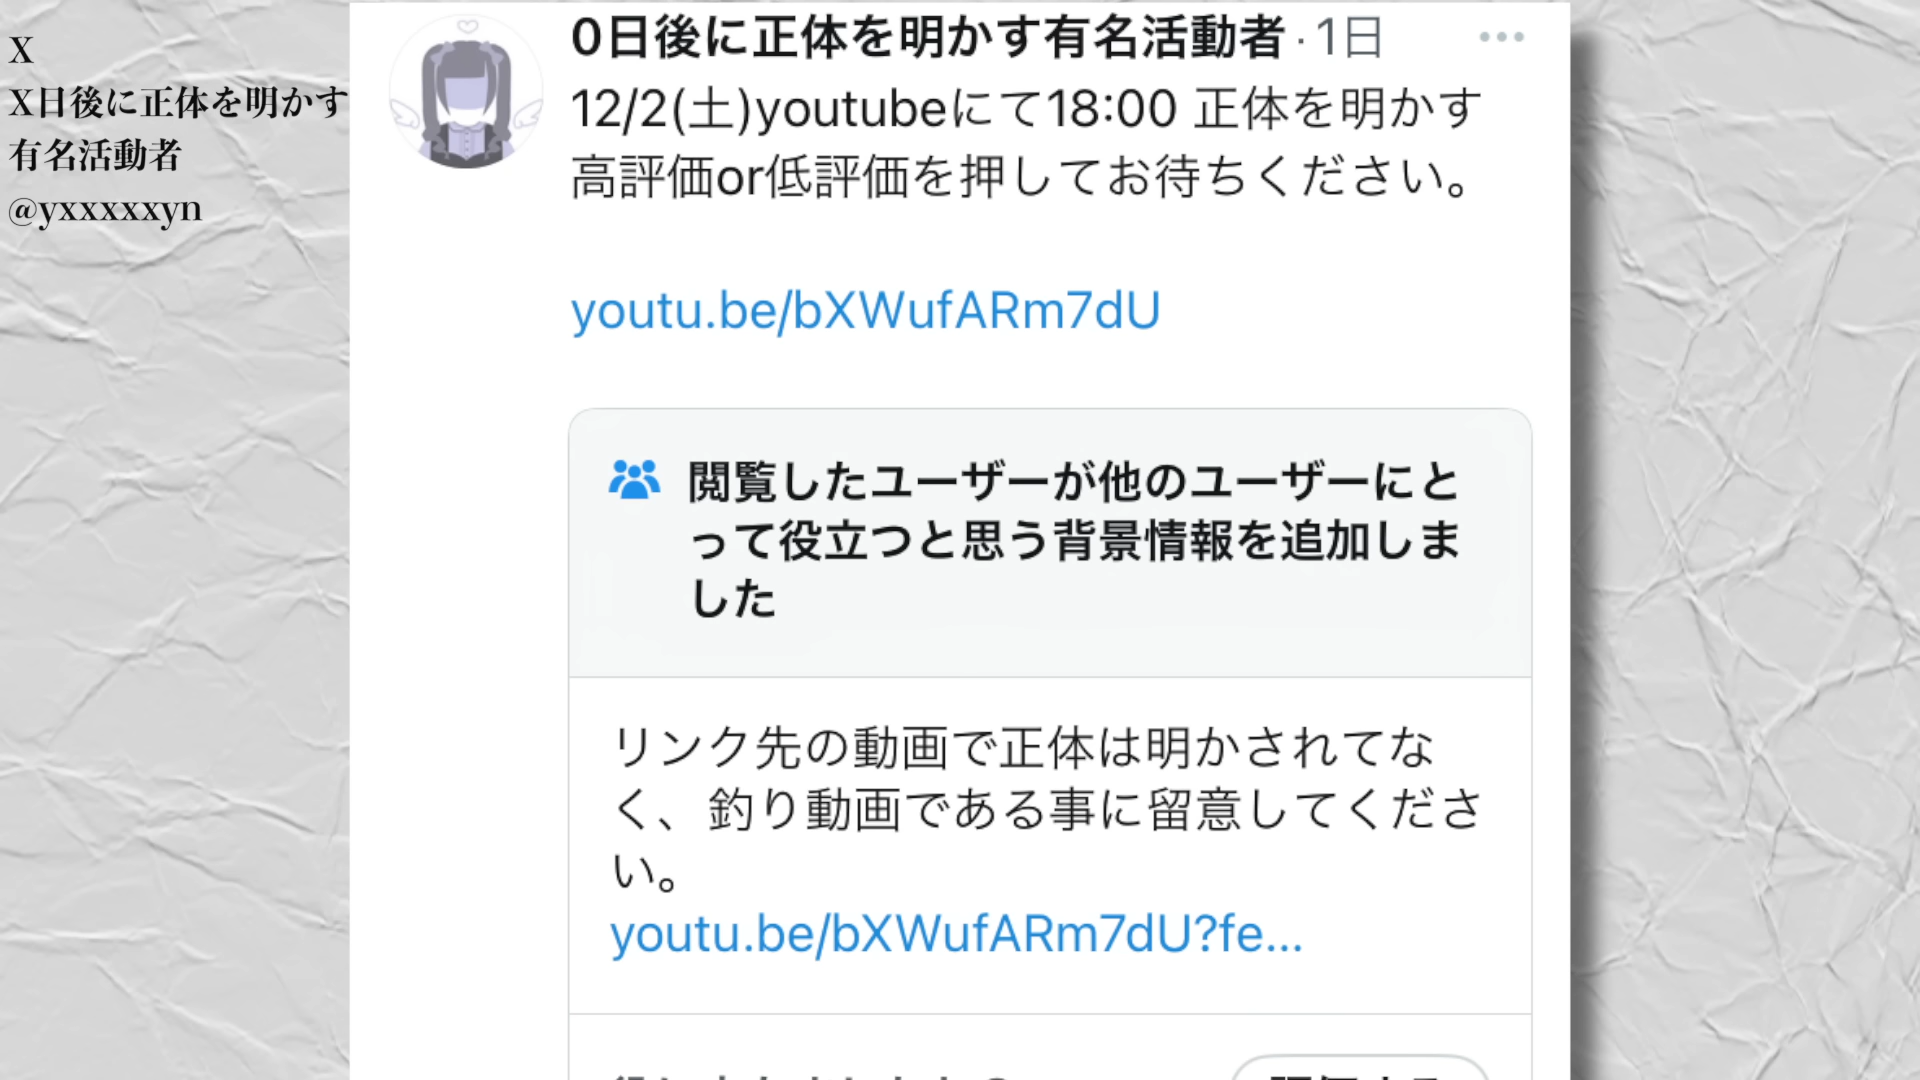 X
X日後に正体を明かす
有名活動者
@yxxxxxyn
0日後に正体を明かす有名活動者·1日
12/2(土)youtubeにて18:00 正体を明かす
高評価or低評価を押してお待ちください。
youtu.be/bXWufARm7dU
閲覧したユーザーが他のユーザーにと
って役立つと思う背景情報を追加しま
した
リンク先の動画で正体は明かされてな
く、釣り動画である事に留意してくださ
い。
youtu.be/bXWufARm7dU?fe...